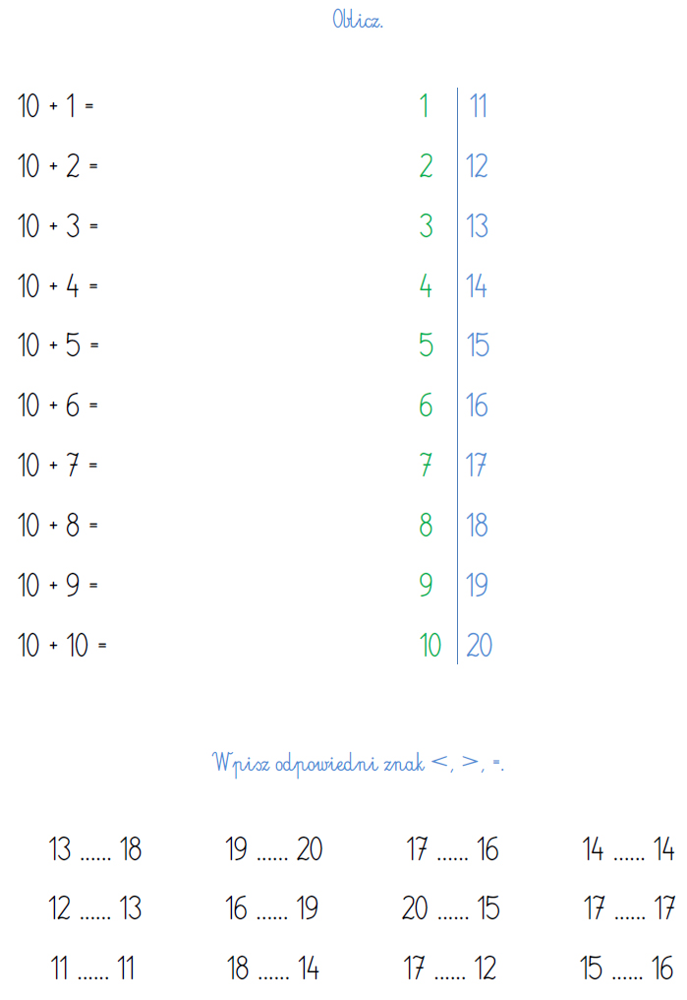 Oblicz.
10 + 1 = 1 11
10 + 2 = 2 12
10 + 3 = 3 13
10 + 4 = 4 14
10 + 5 = 5 15
10 + 6 = 6 16
10 + 7 = 7 17
10 + 8 = 8 18
10 + 9 = 9 19
10 + 10 = 10 20
Wpisz odpowiedni znak <, >, =.
13 ...... 18 19 ...... 20 17 ...... 16 14 ...... 14
12 ...... 13 16 ...... 19 20 ...... 15 17 ...... 17
11 ...... 11 18 ...... 14 17 ...... 12 15 ...... 16